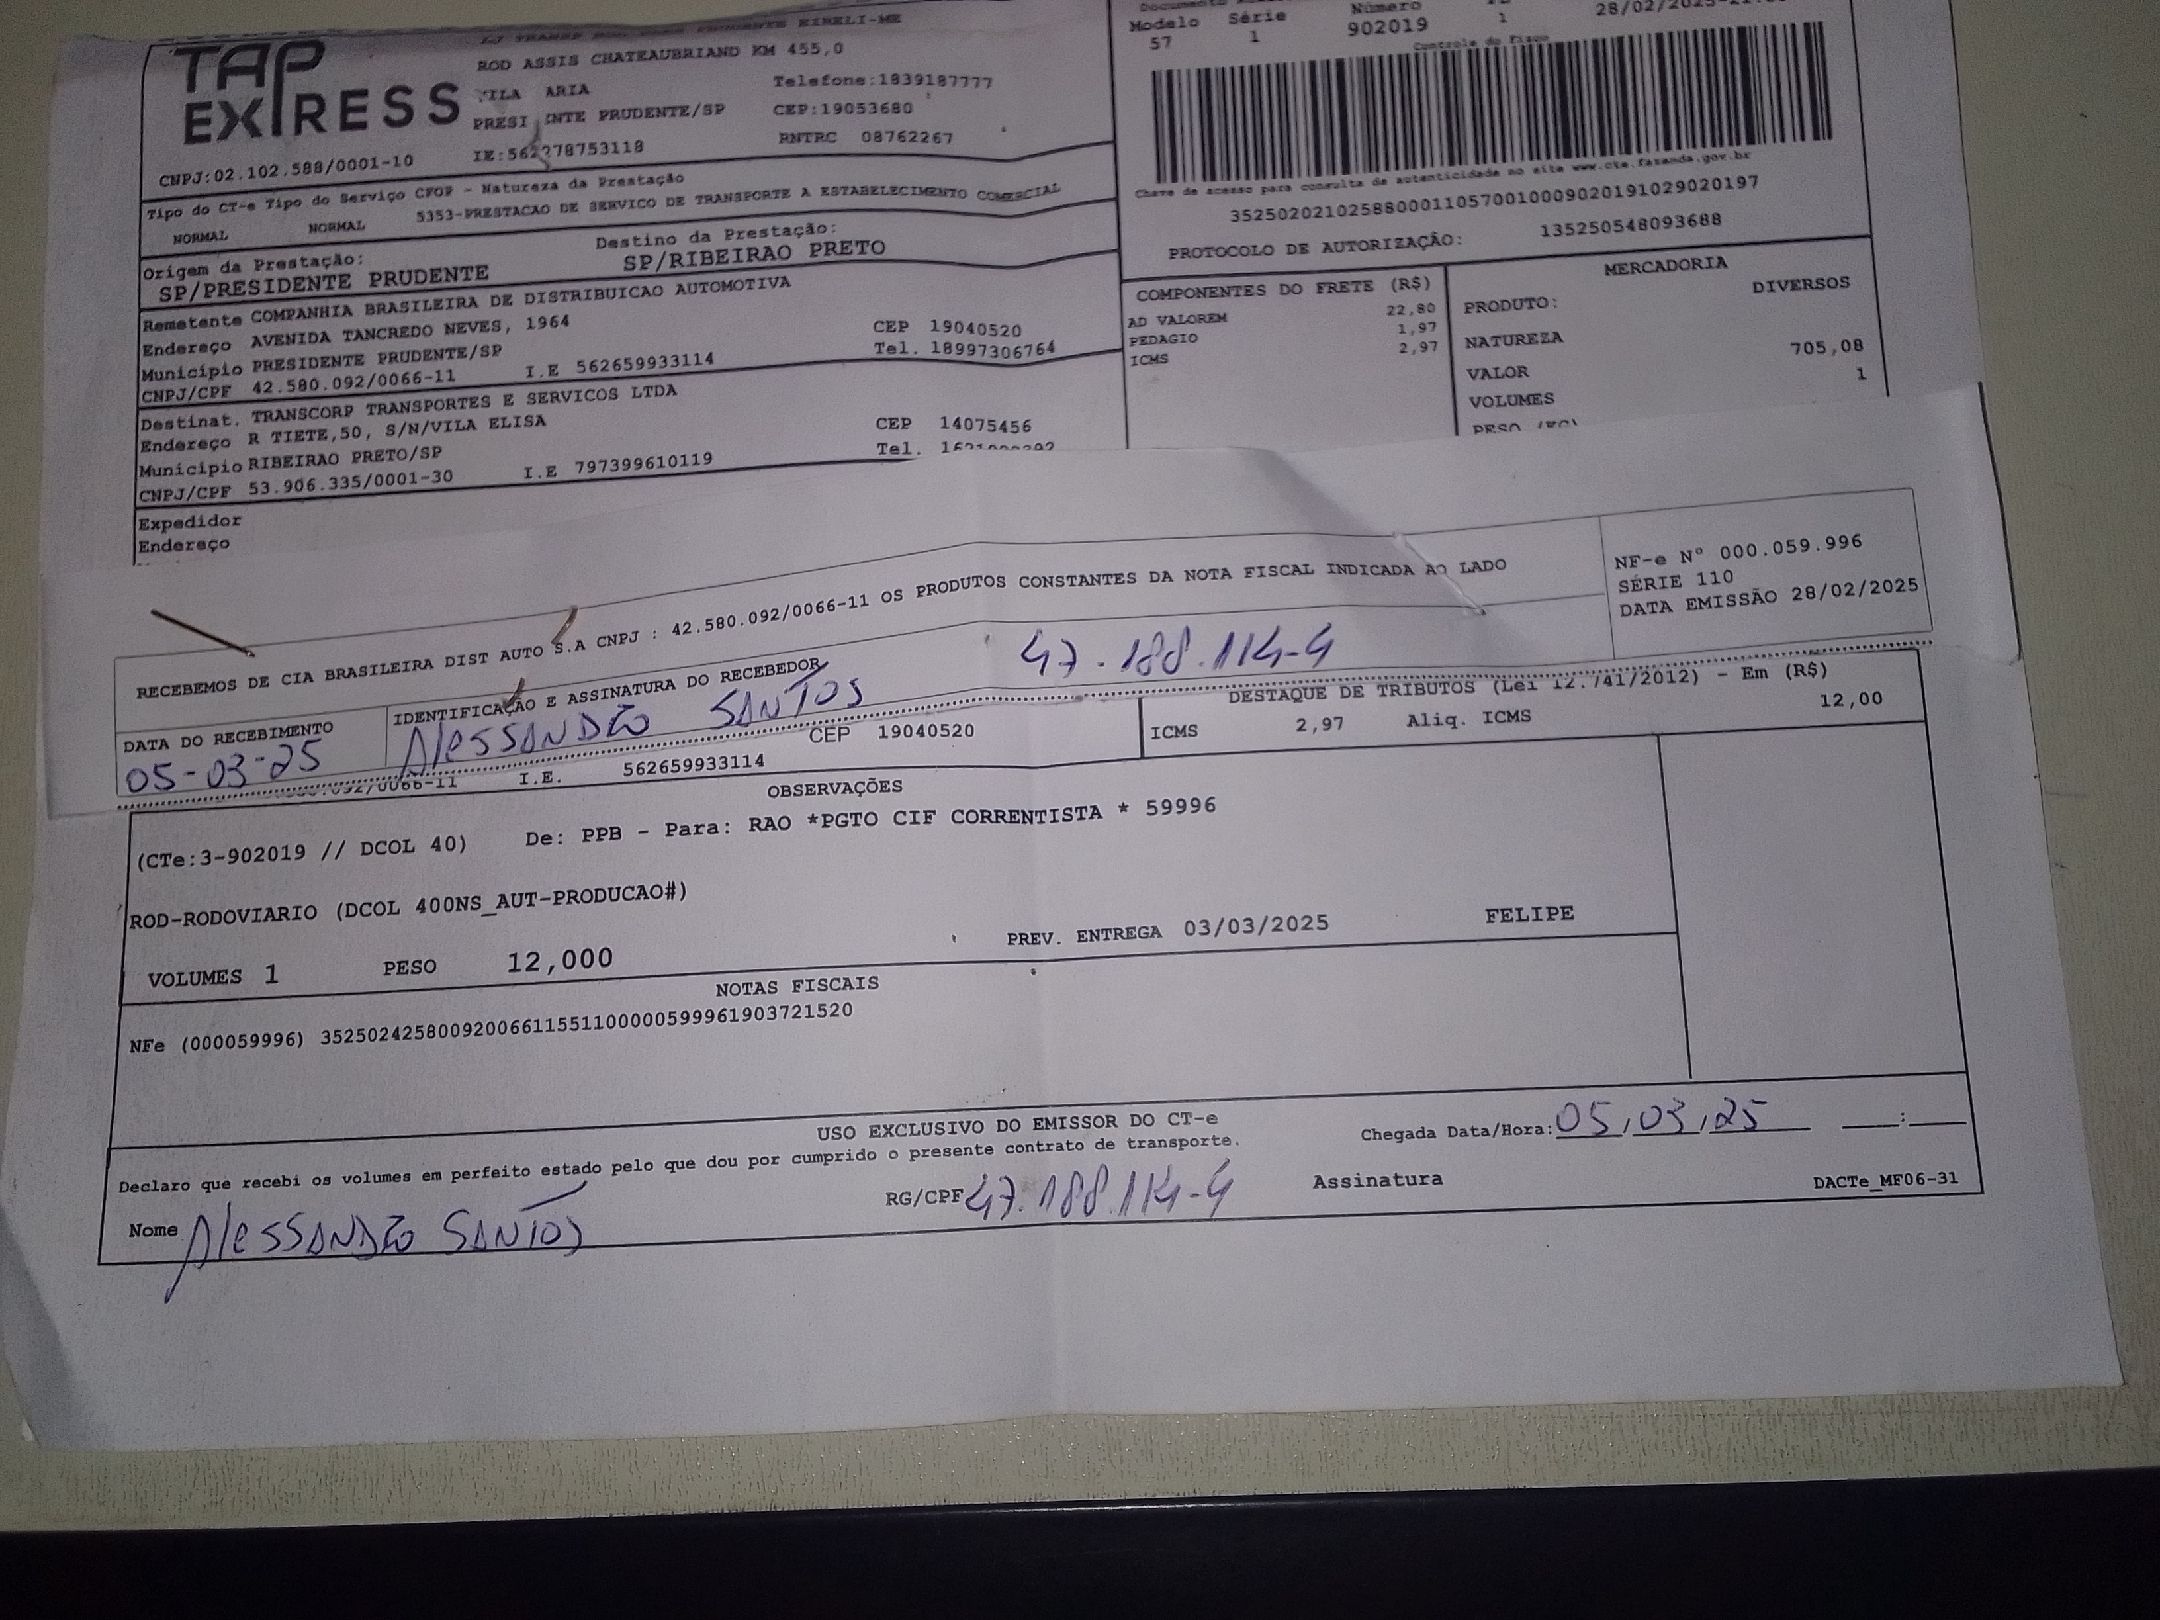 TAP
EXPRESS
ROD ASSIS CHATEAUBRIAND KM 455,0
Telefone:1839187777
PRUDENTE/SP CEP:19053680
IE:562278753118 RNTRC 08762267
CNPJ:02.102.588/0001-10
Tipo do CT-e Tipo do Serviço CFOP - Natureza da Prestação
NORMAL NORMAL 5353-PRESTACAO DE SERVICO DE TRANSPORTE A ESTABELECIMENTO COMERCIAL
Origem da Prestação: Destino da Prestação:
SP/PRESIDENTE PRUDENTE SP/RIBEIRAO PRETO
Remetente COMPANHIA BRASILEIRA DE DISTRIBUICAO AUTOMOTIVA
Endereço AVENIDA TANCREDO NEVES, 1964 CEP 19040520
Município PRESIDENTE PRUDENTE/SP Tel. 18997306764
CNPJ/CPF 42.580.092/0066-11 I.E 562659933114
Destinat. TRANSCORP TRANSPORTES E SERVICOS LTDA
Endereço R TIETE,50, S/N/VILA ELISA CEP 14075456
Município RIBEIRAO PRETO/SP Tel.
CNPJ/CPF 53.906.335/0001-30 I.E 797399610119
Expedidor
Endereço
Modelo Série Número
57 1 902019 1 28/02/2025
Controle do Fisco
Chave de acesso para consulta de autenticidade no site www.cte.fazenda.gov.br
35250202102588000110570010009020191029020197
PROTOCOLO DE AUTORIZAÇÃO: 135250548093688
COMPONENTES DO FRETE (R$)
AD VALOREM 22,80
PEDAGIO 1,97
ICMS 2,97
MERCADORIA
PRODUTO: DIVERSOS
NATUREZA
VALOR 705,08
VOLUMES 1
RECEBEMOS DE CIA BRASILEIRA DIST AUTO S.A CNPJ : 42.580.092/0066-11 OS PRODUTOS CONSTANTES DA NOTA FISCAL INDICADA AO LADO
NF-e Nº 000.059.996
SÉRIE 110
DATA EMISSÃO 28/02/2025
DATA DO RECEBIMENTO IDENTIFICAÇÃO E ASSINATURA DO RECEBEDOR
05-03-25 Alessandro Santos 47.188.114-4
CEP 19040520
I.E. 562659933114
DESTAQUE DE TRIBUTOS (Lei 12.741/2012) - Em (R$)
ICMS 2,97 Aliq. ICMS 12,00
OBSERVAÇÕES
(CTe:3-902019 // DCOL 40) De: PPB - Para: RAO *PGTO CIF CORRENTISTA * 59996
ROD-RODOVIARIO (DCOL 400NS_AUT-PRODUCAO#)
VOLUMES 1 PESO 12,000 PREV. ENTREGA 03/03/2025 FELIPE
NOTAS FISCAIS
NFe (000059996) 35250242580092006611551100000599961903721520
USO EXCLUSIVO DO EMISSOR DO CT-e
Declaro que recebi os volumes em perfeito estado pelo que dou por cumprido o presente contrato de transporte.
Chegada Data/Hora: 05/03/25 ____:____
Nome Alessandro Santos RG/CPF 47.188.114-4 Assinatura
DACTe_MF06-31